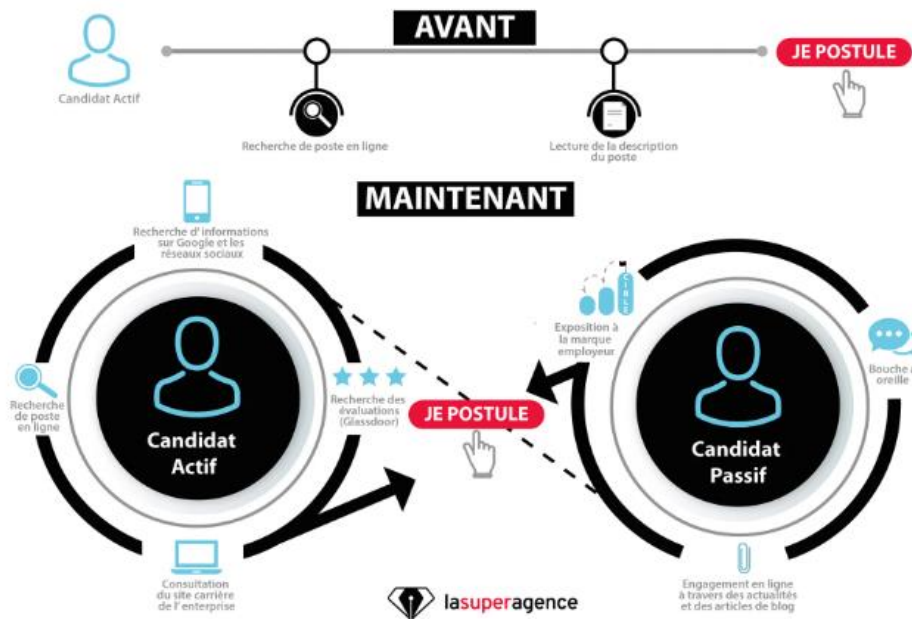 AVANT
Candidat Actif
Recherche de poste en ligne
Lecture de la description
du poste
JE POSTULE
MAINTENANT
Recherche d' informations
sur Google et les
réseaux sociaux
Recherche
de poste
en ligne
Recherche des
évaluations
(Glassdoor)
Candidat
Actif
Consultation
du site carrière
de l' enterprise
JE POSTULE
CIBLE
Exposition à
la marque
employeur
Bouche à
oreille
Candidat
Passif
Engagement en ligne
à travers des actualités
et des articles de blog
lasuperagence